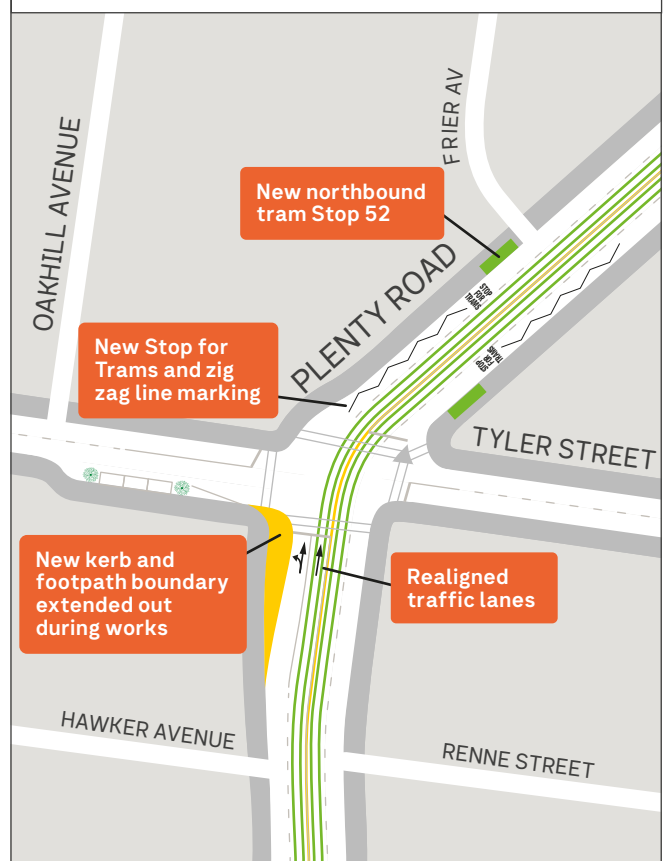 FRIER AV
OAKHILL AVENUE
New northbound
tram Stop 52
PLENTY ROAD
STOP
FOR
TRAMS
New Stop for
Trams and zig
zag line marking
STOP
FOR
TRAMS
TYLER STREET
New kerb and
footpath boundary
extended out
during works
Realigned
traffic lanes
HAWKER AVENUE
RENNE STREET